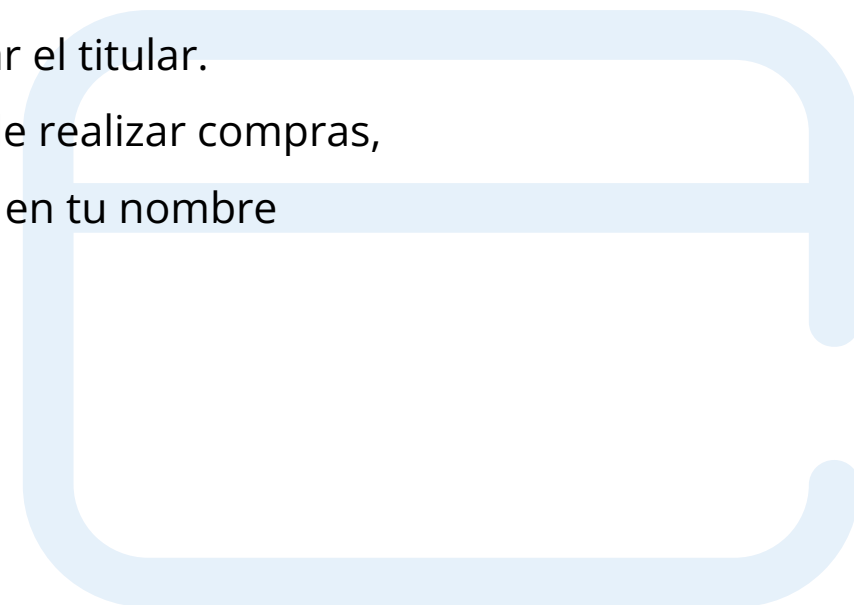 r el titular.
e realizar compras,
en tu nombre